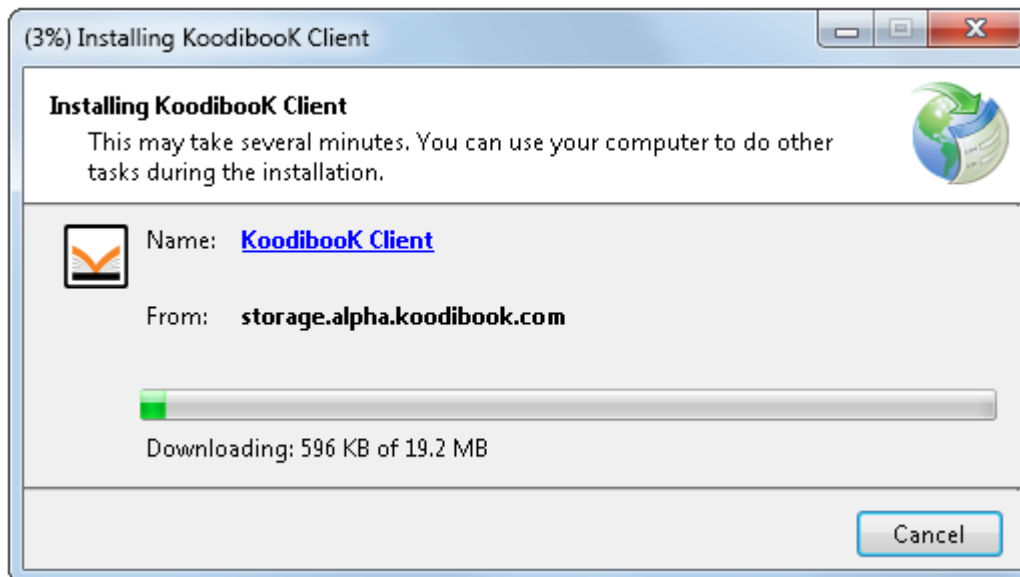 (3%) Installing KoodibooK Client
Installing KoodibooK Client
This may take several minutes. You can use your computer to do other
tasks during the installation.
Name: KoodibooK Client
From: storage.alpha.koodibook.com
Downloading: 596 KB of 19.2 MB
Cancel